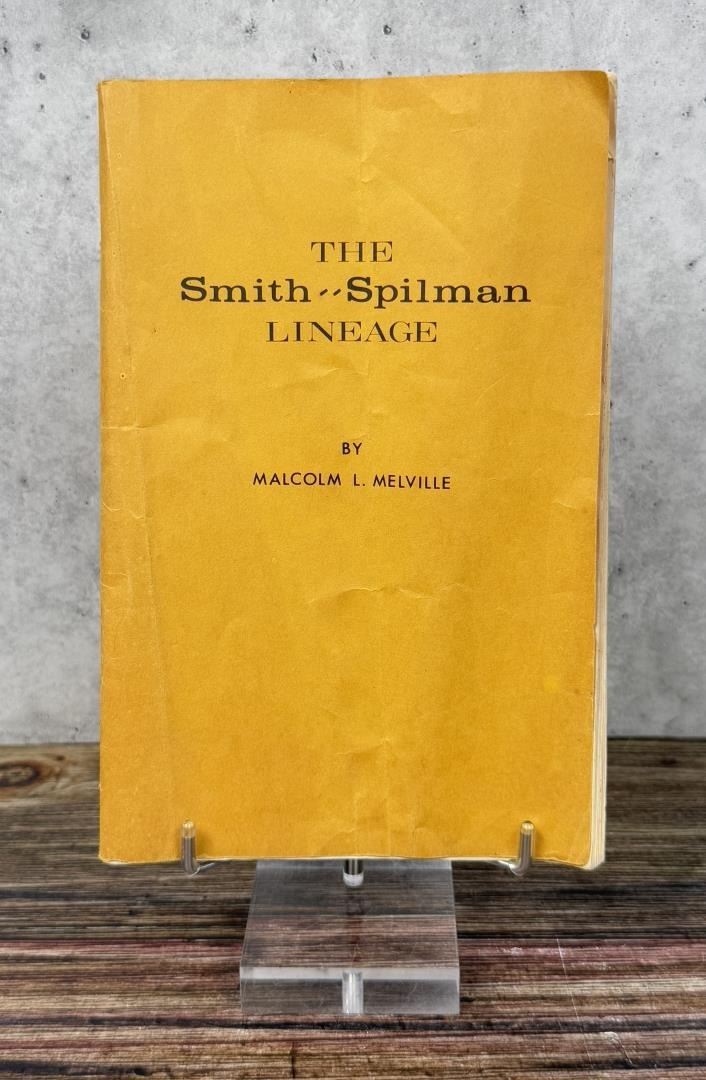 THE
Smith--Spilman
LINEAGE
BY
MALCOLM L. MELVILLE